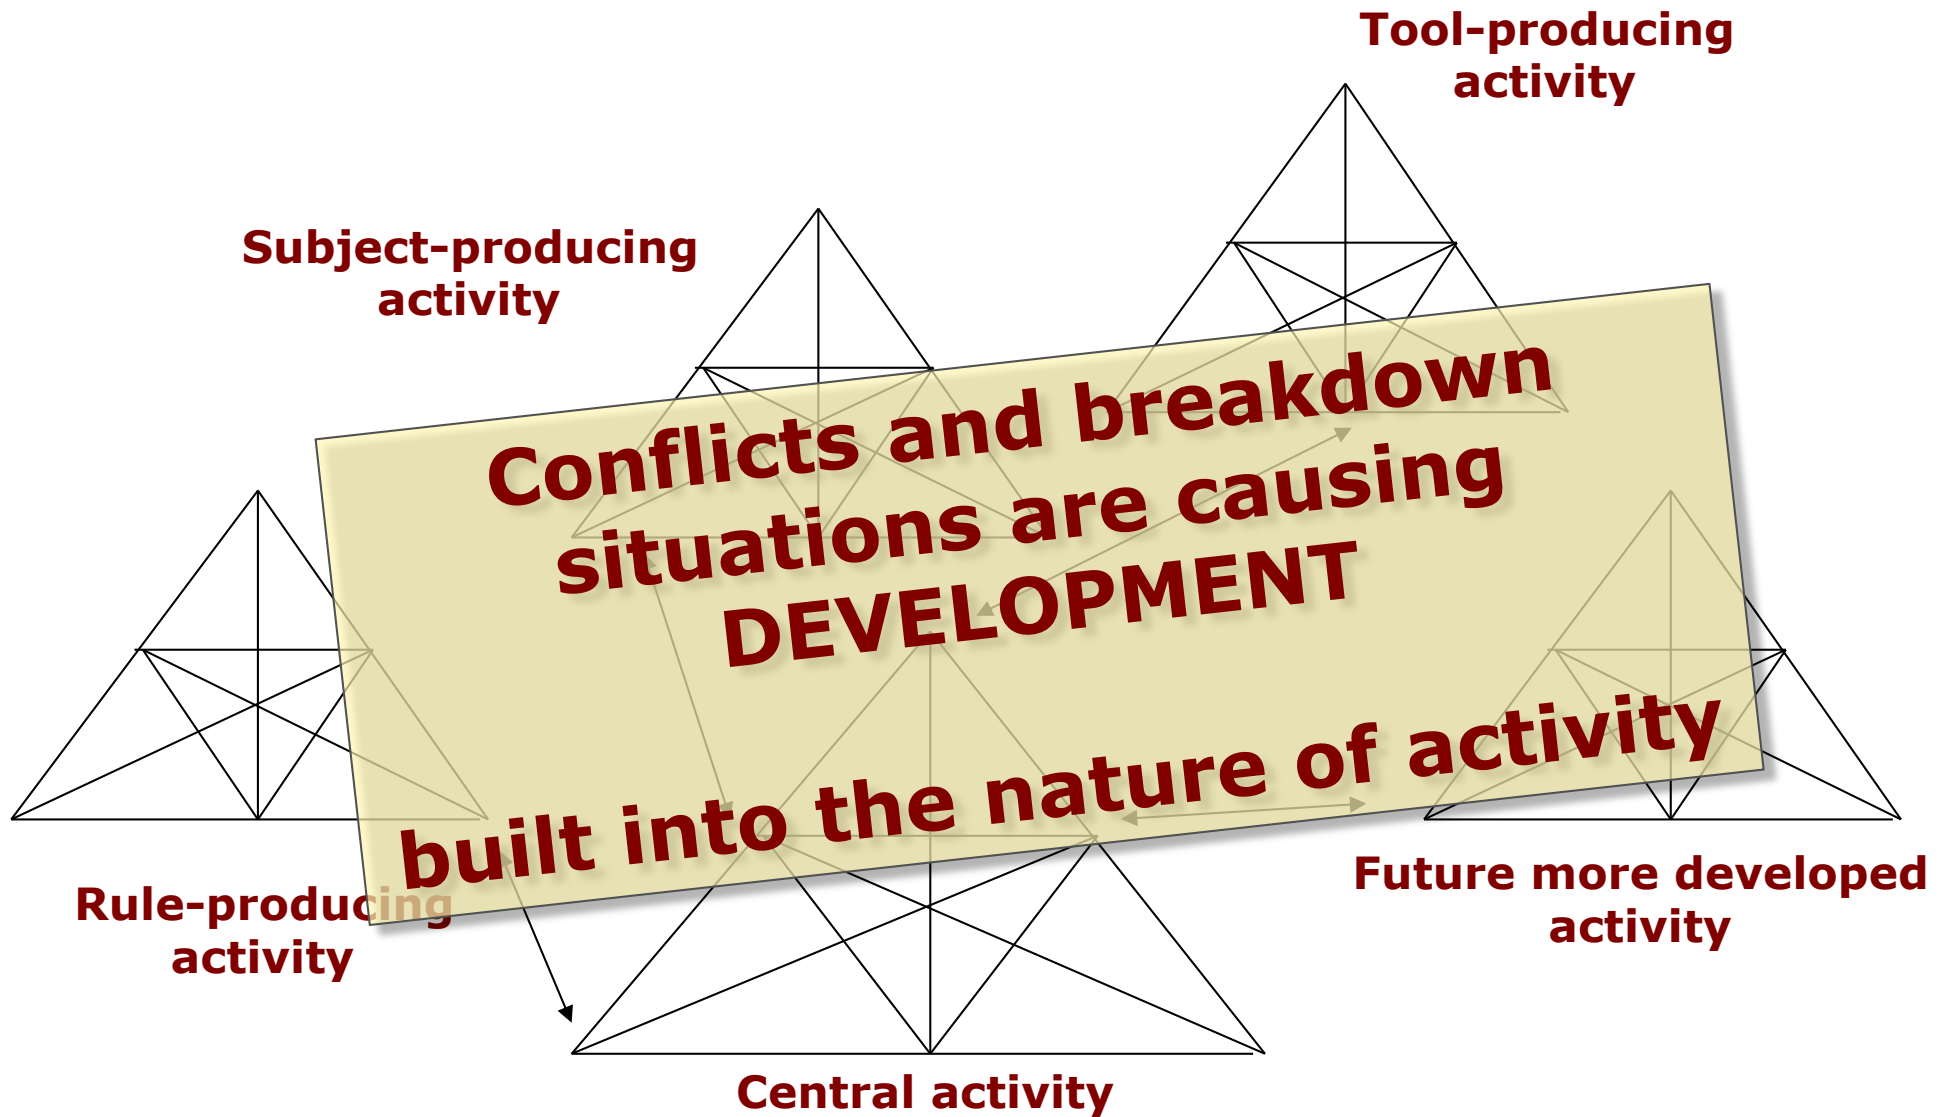 Tool-producing
activity
Subject-producing
activity
Conflicts and breakdown
situations are causing
DEVELOPMENT
built into the nature of activity
Rule-producing
activity
Future more developed
activity
Central activity